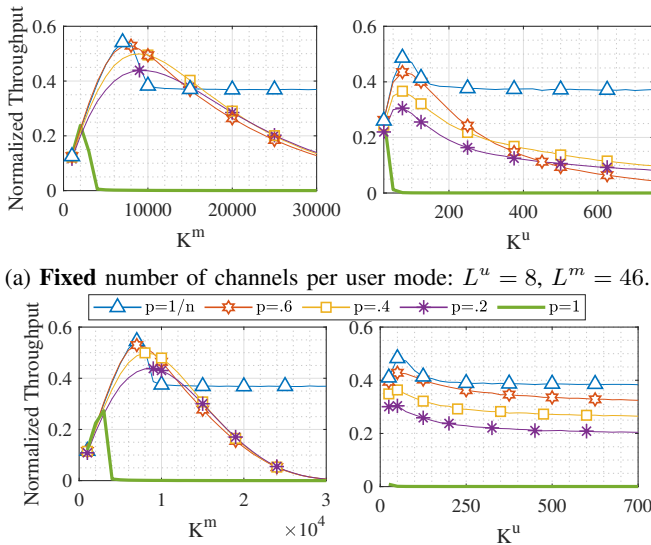 Normalized Throughput
0.6
0.4
0.2
0
0 10000 20000 30000
K^m
0.6
0.4
0.2
0
200 400 600
K^u
(a) Fixed number of channels per user mode: L^u = 8, L^m = 46.
p=1/n p=.6 p=.4 p=.2 p=1
Normalized Throughput
0.6
0.4
0.2
0
0 1 2 3
×10^4
K^m
0.6
0.4
0.2
0
0 250 500 700
K^u